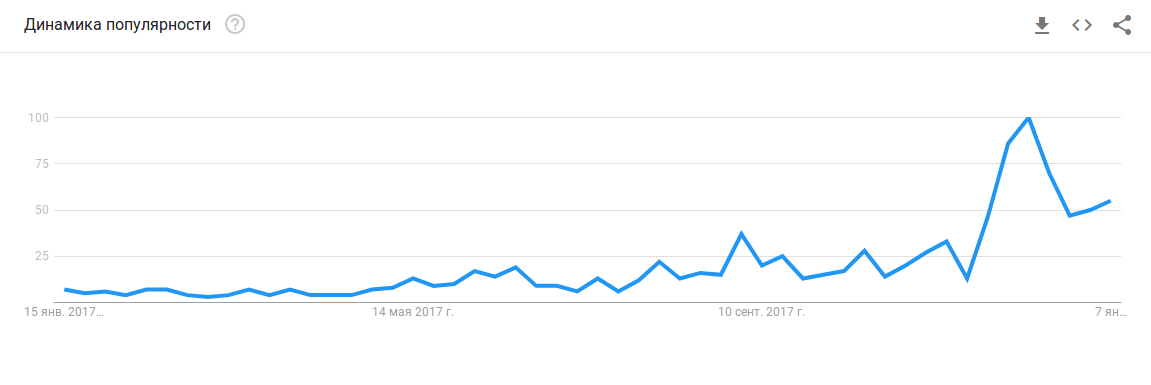 Динамика популярности ?
100
75
50
25
15 янв. 2017…
14 мая 2017 г.
10 сент. 2017 г.
7 ян…